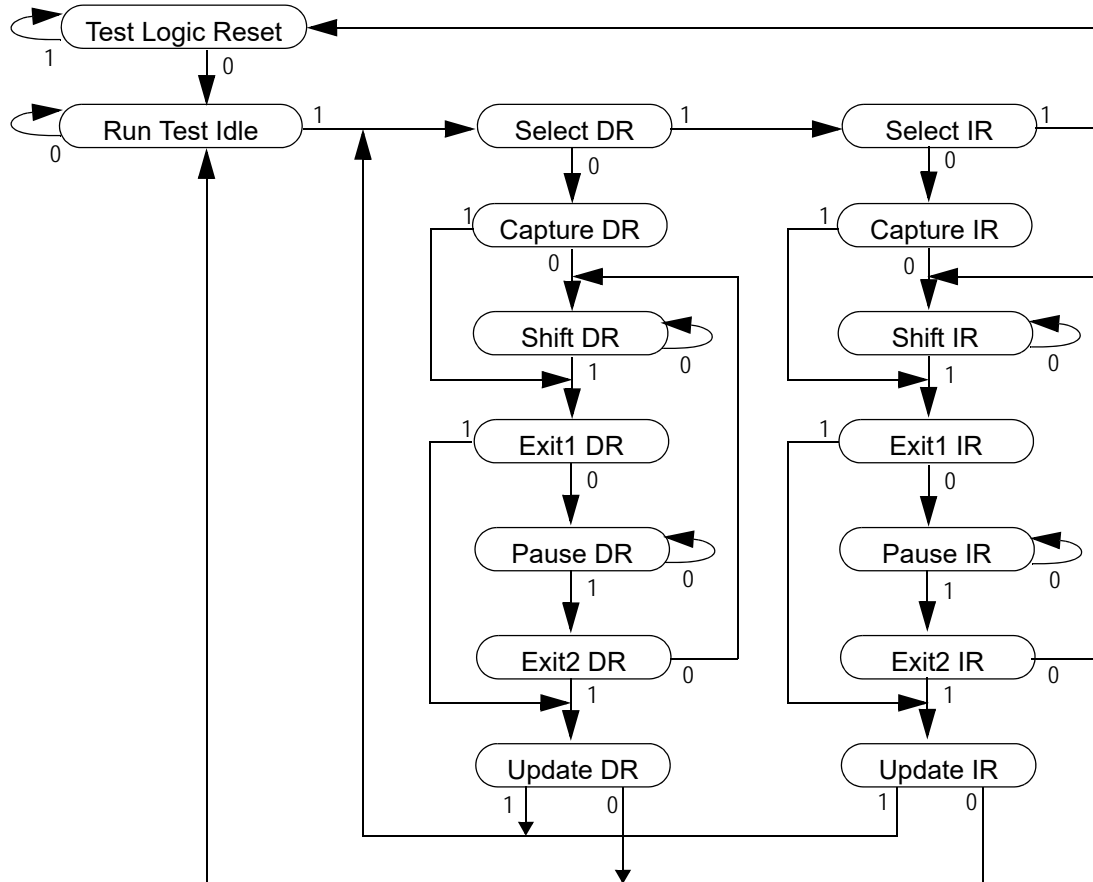 Test Logic Reset
1
0
Run Test Idle
1
Select DR
1
Select IR
1
0
0
0
1
Capture DR
1
Capture IR
0
0
Shift DR
0
Shift IR
0
1
1
1
Exit1 DR
1
Exit1 IR
0
0
Pause DR
0
Pause IR
0
1
1
Exit2 DR
0
Exit2 IR
0
1
1
Update DR
Update IR
1
0
1
0